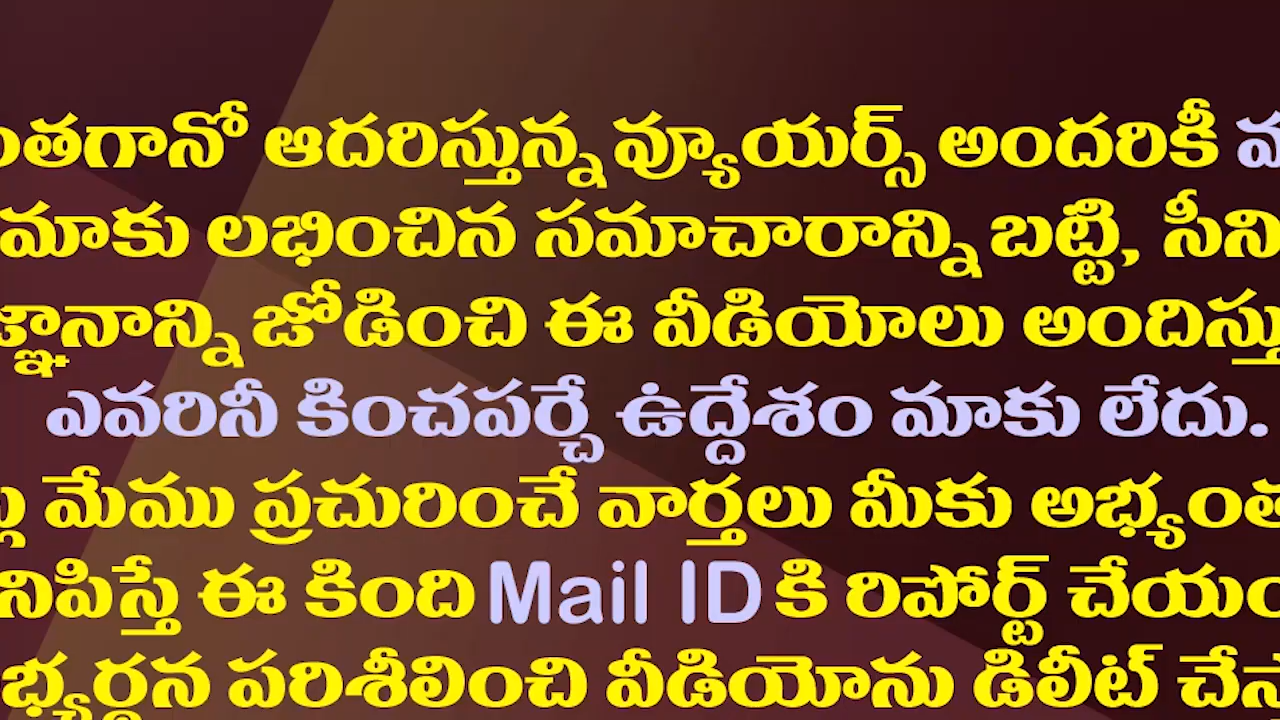 ఆదరిస్తున్న వ్యూయర్స్ అందరికీ
మాకు లభించిన సమాచారాన్ని బట్టి,
జోడించి ఈ వీడియోలు
ఎవరినీ కించపర్చే ఉద్దేశం మాకు లేదు.
మేము ప్రచురించే వార్తలు మీకు
ఈ కింది Mail ID కి రిపోర్ట్
పరిశీలించి వీడియోను డిలీట్